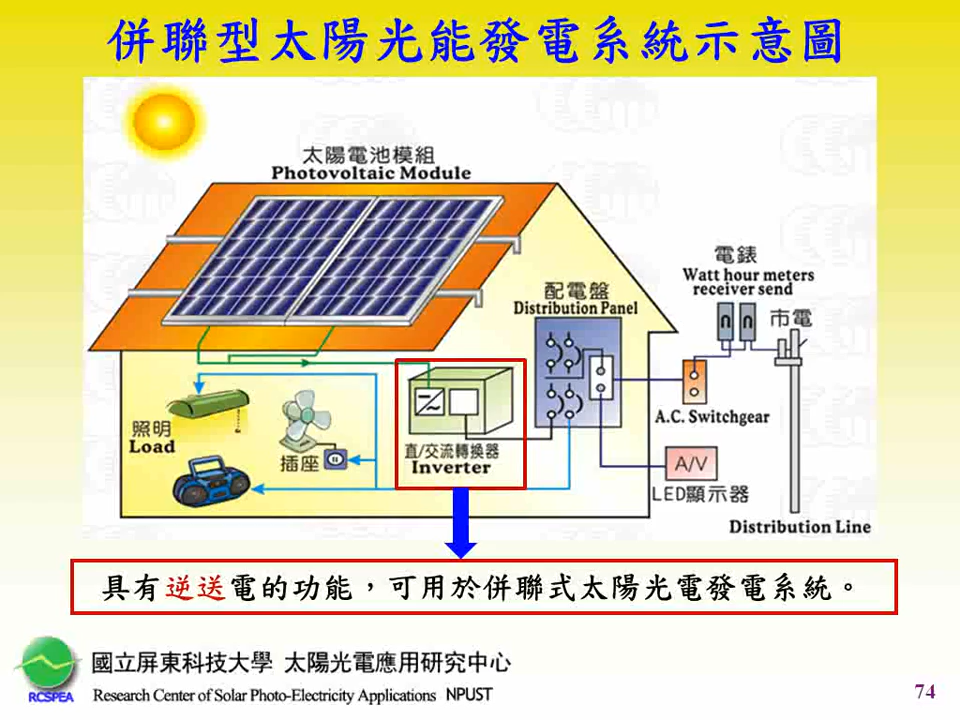 併聯型太陽光能發電系統示意圖
太陽電池模組
Photovoltaic Module
電錶
Watt hour meters
receiver send
配電盤
Distribution Panel
市電
照明
Load
插座
直/交流轉換器
Inverter
A.C. Switchgear
A/V
LED顯示器
Distribution Line
具有逆送電的功能，可用於併聯式太陽光電發電系統。
國立屏東科技大學 太陽光電應用研究中心
RCSPEA
Research Center of Solar Photo-Electricity Applications NPUST
74